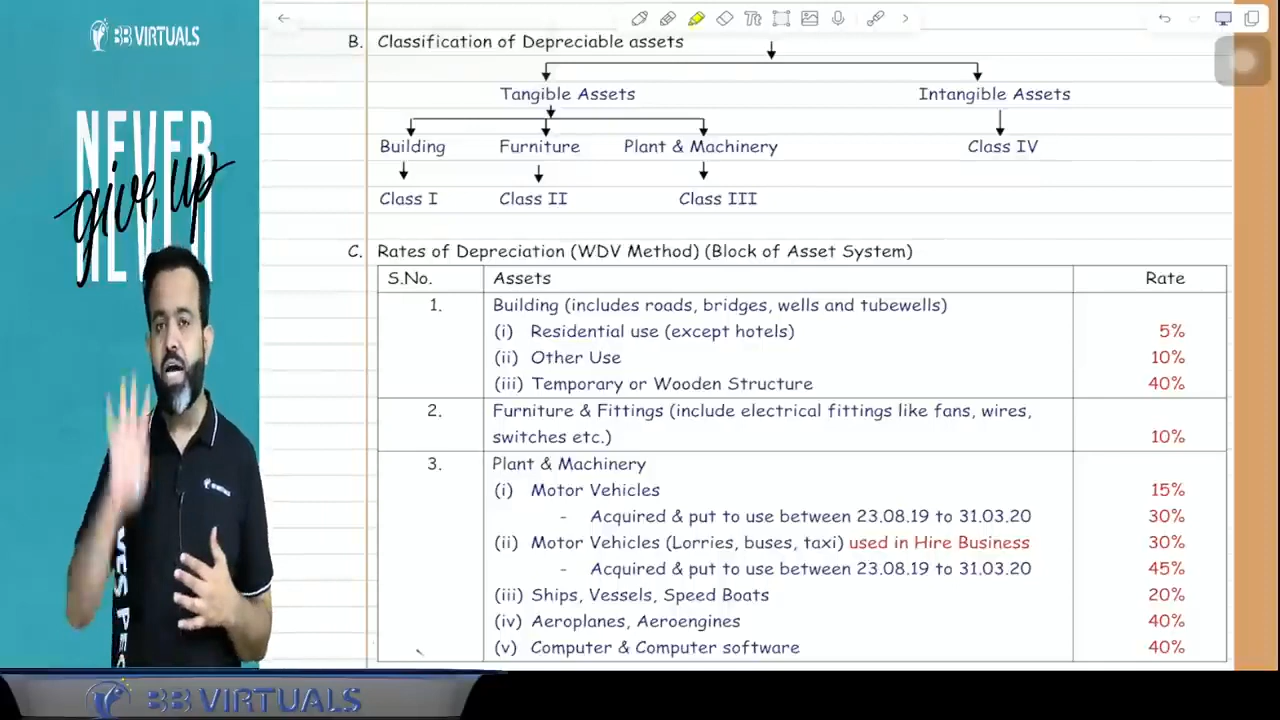 BB VIRTUALS
NEVER
give up
NEVER
B. Classification of Depreciable assets
Tangible Assets Intangible Assets
Building Furniture Plant & Machinery Class IV
Class I Class II Class III
C. Rates of Depreciation (WDV Method) (Block of Asset System)
S.No. Assets Rate
1. Building (includes roads, bridges, wells and tubewells)
(i) Residential use (except hotels) 5%
(ii) Other Use 10%
(iii) Temporary or Wooden Structure 40%
2. Furniture & Fittings (include electrical fittings like fans, wires,
switches etc.) 10%
3. Plant & Machinery
(i) Motor Vehicles 15%
- Acquired & put to use between 23.08.19 to 31.03.20 30%
(ii) Motor Vehicles (Lorries, buses, taxi) used in Hire Business 30%
- Acquired & put to use between 23.08.19 to 31.03.20 45%
(iii) Ships, Vessels, Speed Boats 20%
(iv) Aeroplanes, Aeroengines 40%
(v) Computer & Computer software 40%
BB VIRTUALS